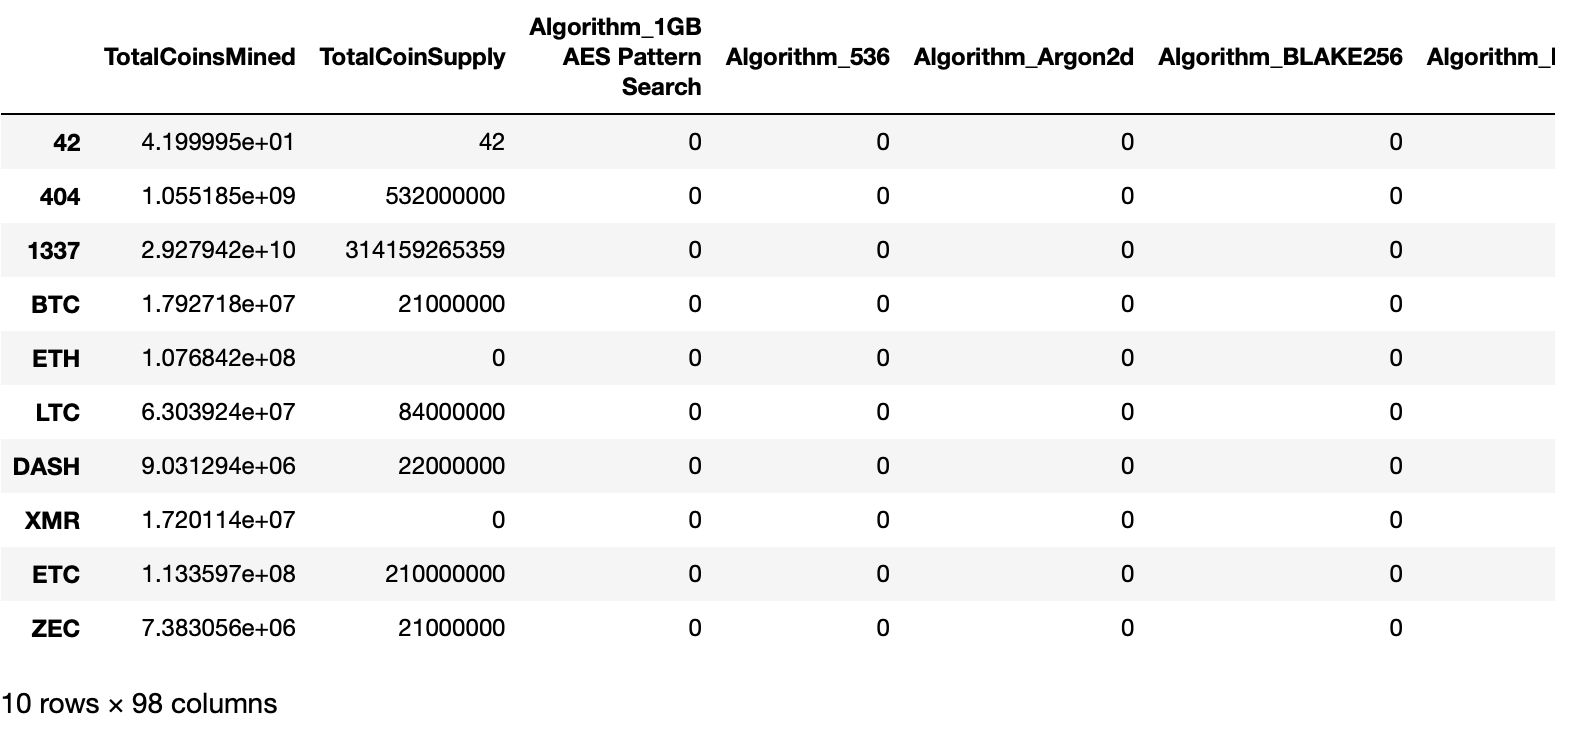 TotalCoinsMined TotalCoinSupply Algorithm_1GB AES Pattern Search Algorithm_536 Algorithm_Argon2d Algorithm_BLAKE256 Algorithm_
42 4.199995e+01 42 0 0 0 0
404 1.055185e+09 532000000 0 0 0 0
1337 2.927942e+10 314159265359 0 0 0 0
BTC 1.792718e+07 21000000 0 0 0 0
ETH 1.076842e+08 0 0 0 0 0
LTC 6.303924e+07 84000000 0 0 0 0
DASH 9.031294e+06 22000000 0 0 0 0
XMR 1.720114e+07 0 0 0 0 0
ETC 1.133597e+08 210000000 0 0 0 0
ZEC 7.383056e+06 21000000 0 0 0 0
10 rows × 98 columns